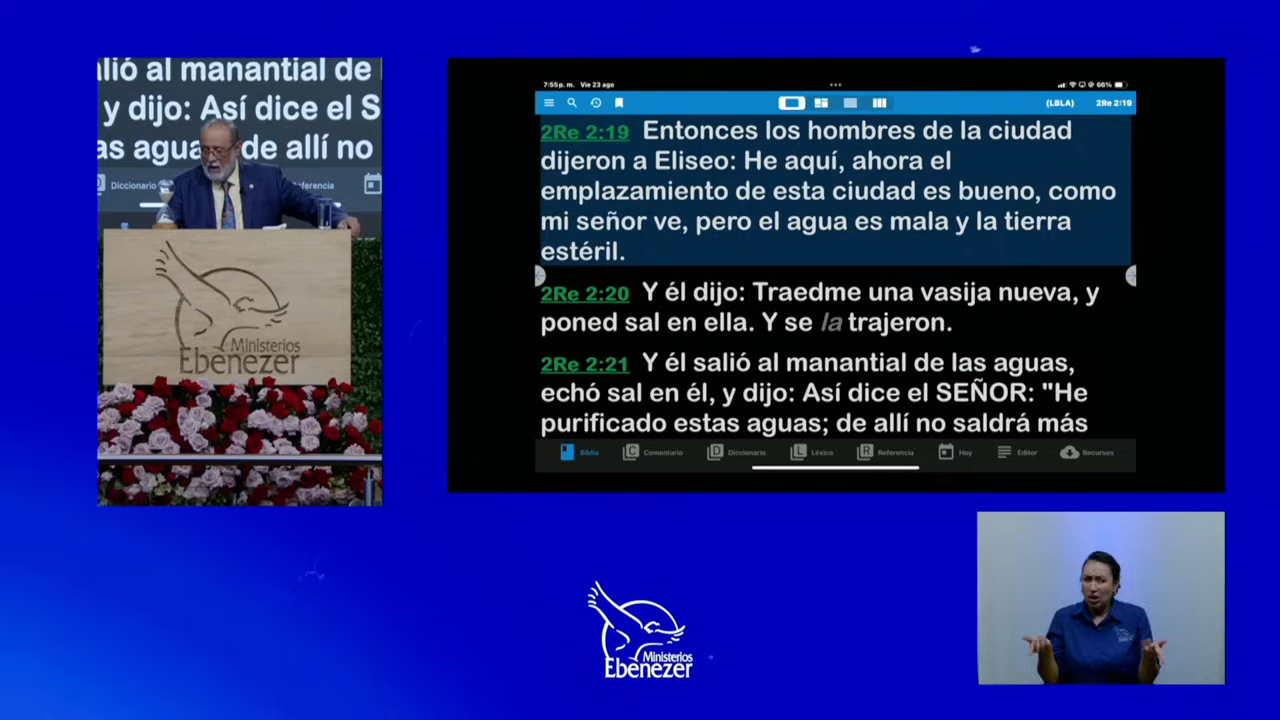 lió al manantial de
y dijo: Así dice el S
as agua de allí no
Diccionario
ferencia
Ministerios
Ebenezer
7:55p. m. Vie 23 ago
66%
(LBLA) 2Re 2:19
2Re 2:19 Entonces los hombres de la ciudad
dijeron a Eliseo: He aquí, ahora el
emplazamiento de esta ciudad es bueno, como
mi señor ve, pero el agua es mala y la tierra
estéril.
2Re 2:20 Y él dijo: Traedme una vasija nueva, y
poned sal en ella. Y se la trajeron.
2Re 2:21 Y él salió al manantial de las aguas,
echó sal en él, y dijo: Así dice el SEÑOR: "He
purificado estas aguas; de allí no saldrá más
Biblia Comentario Diccionario Léxico Referencia Hoy Editor Recursos
Ministerios
Ebenezer